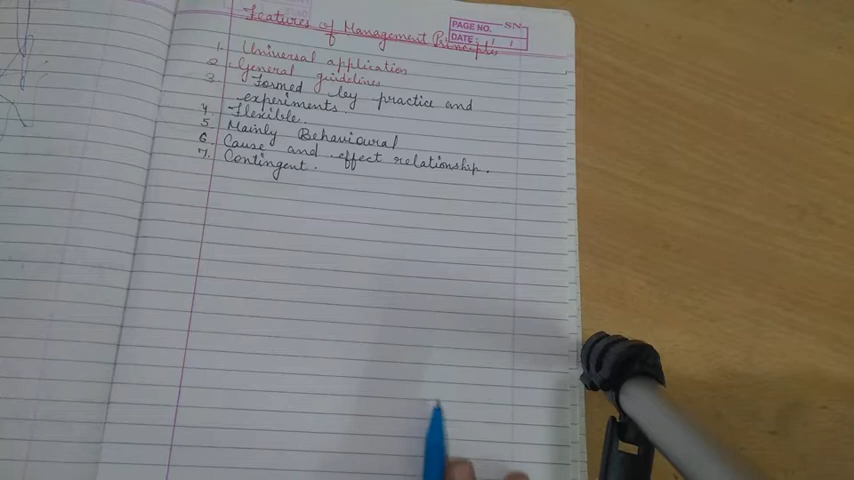 Features of Management Principles
PAGE NO. SN
DATE: / /
1. Universal application
2. General guidelines
3. Formed by practice and
experiments.
4. Flexible.
5. Mainly Behavioural
6. Cause and effect relationship.
7. Contingent.